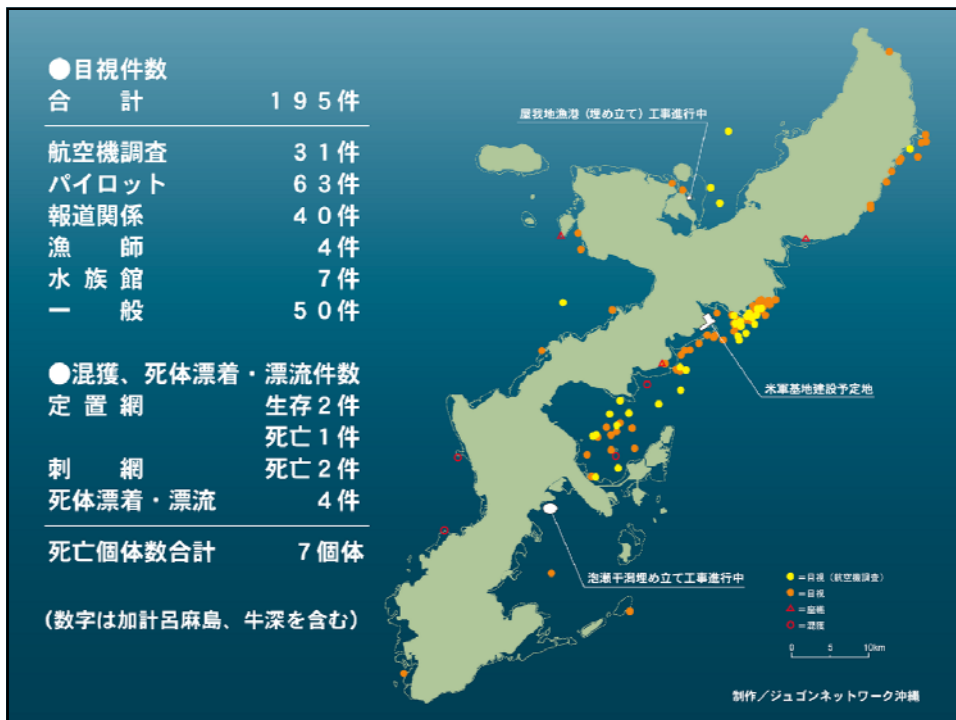 ●目視件数
合計 195件
航空機調査 31件
パイロット 63件
報道関係 40件
漁師 4件
水族館 7件
一般 50件
●混獲、死体漂着・漂流件数
定置網 生存2件
死亡1件
刺網 死亡2件
死体漂着・漂流 4件
死亡個体数合計 7個体
(数字は加計呂麻島、牛深を含む)
屋我地漁港(埋め立て)工事進行中
米軍基地建設予定地
泡瀬干潟埋め立て工事進行中
=目視(航空機調査)
=目視
=座礁
=混獲
0 5 10km
制作/ジュゴンネットワーク沖縄